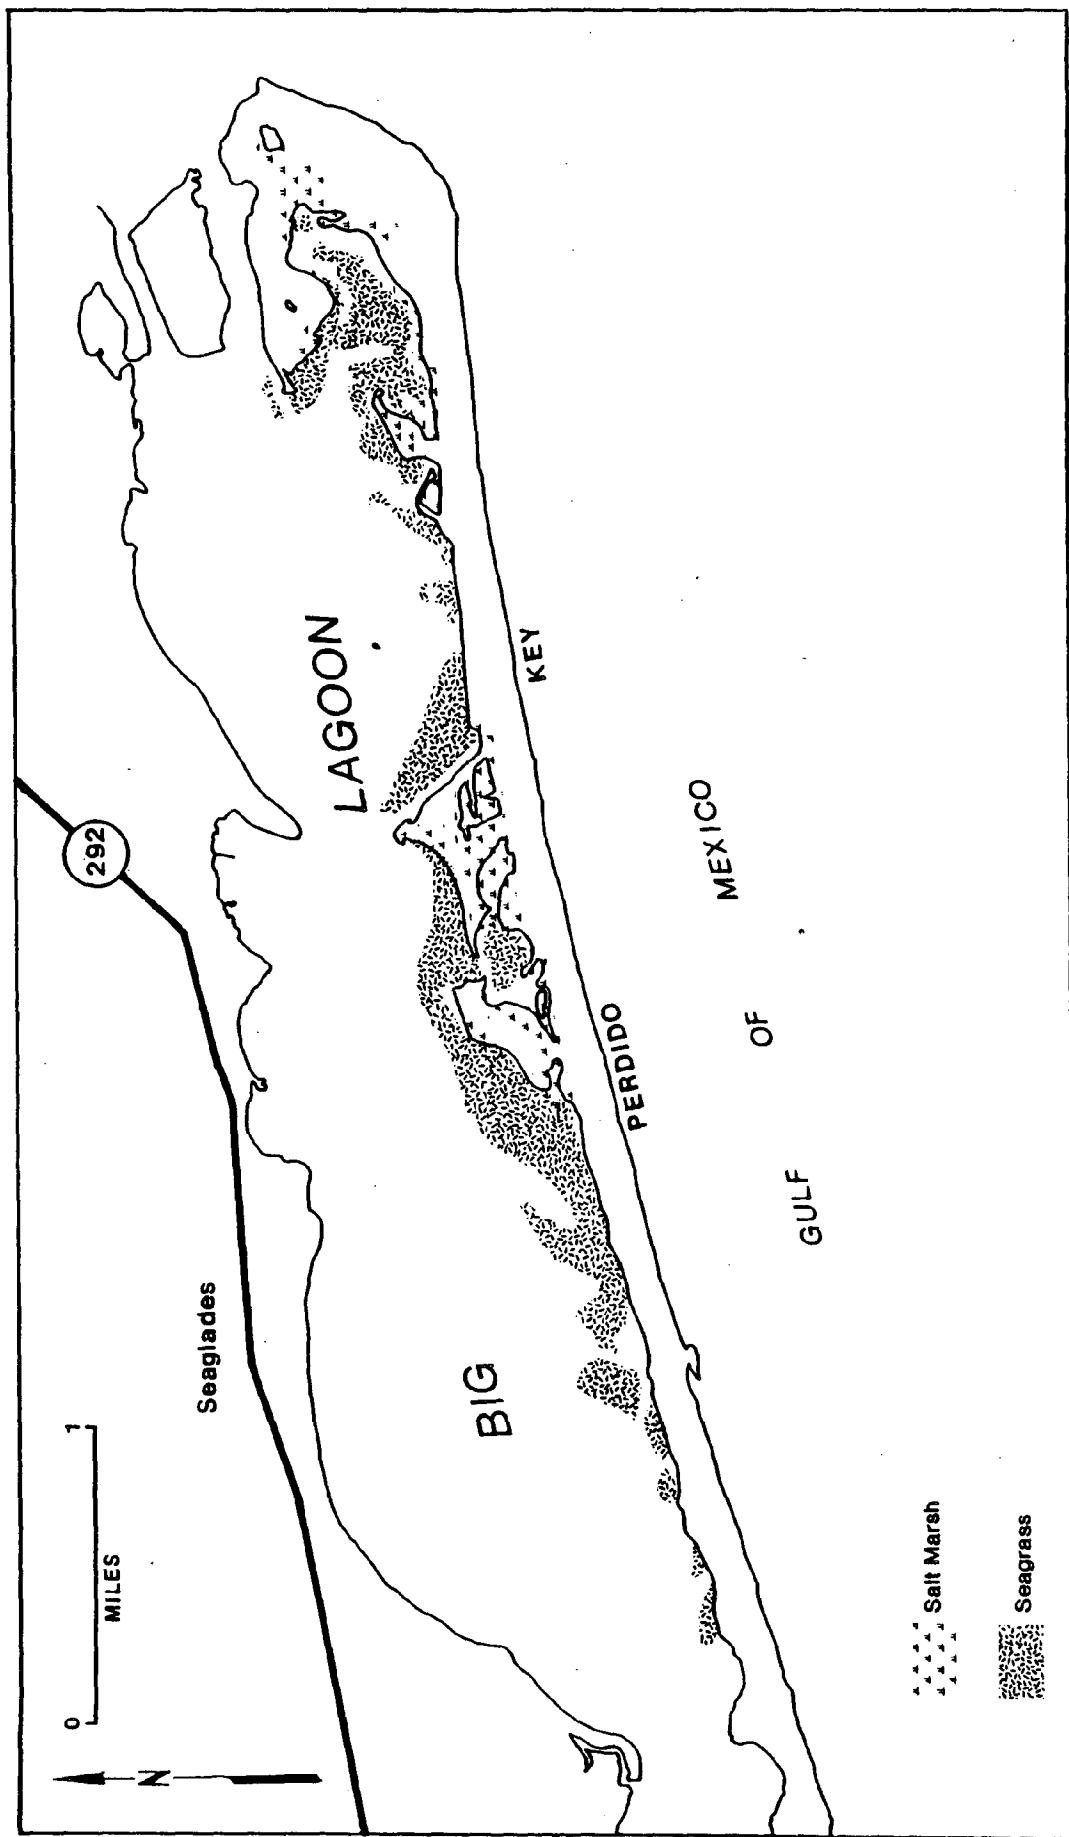 0 1
MILES
N
292
Seaglades
LAGOON
BIG
KEY
PERDIDO
MEXICO
OF
GULF
Salt Marsh
Seagrass